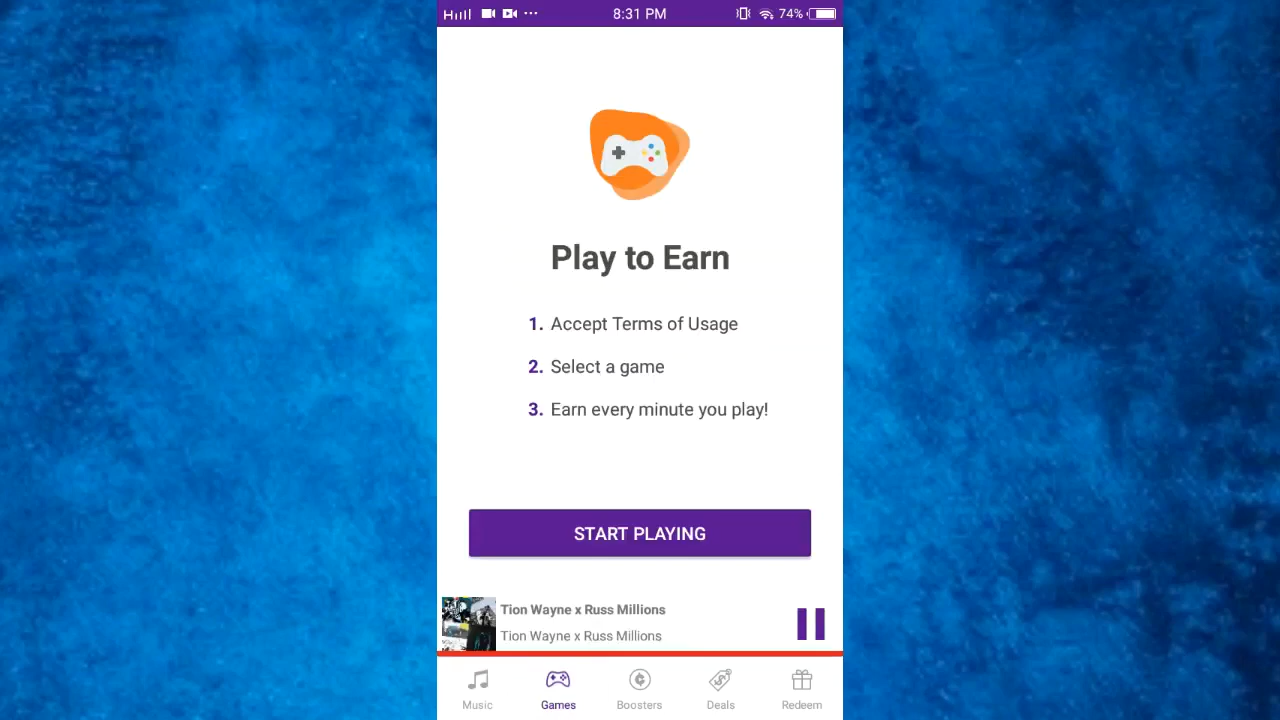 8:31 PM
74%
Play to Earn
1. Accept Terms of Usage
2. Select a game
3. Earn every minute you play!
START PLAYING
Tion Wayne x Russ Millions
Tion Wayne x Russ Millions
Music Games Boosters Deals Redeem